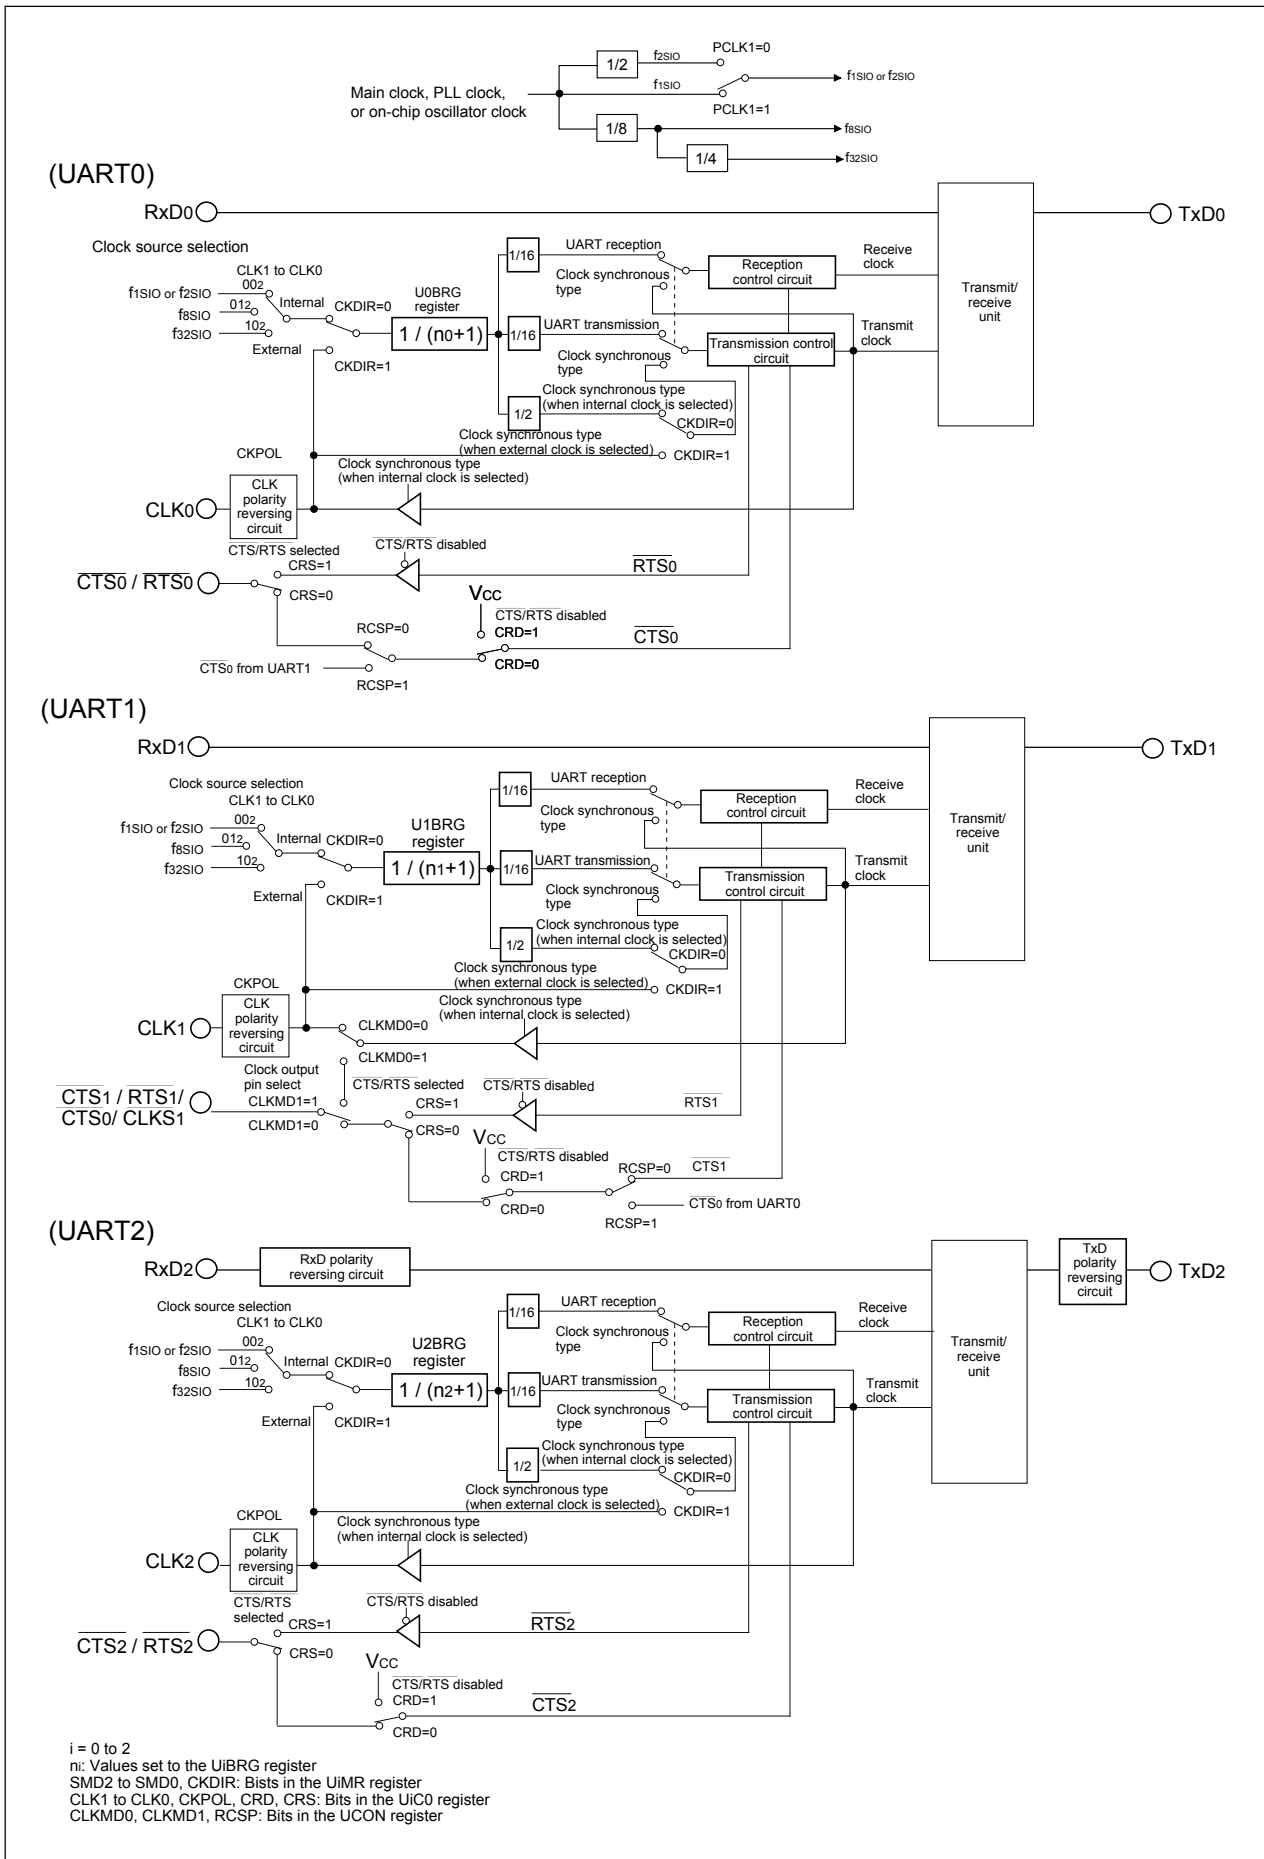 f2SIO
PCLK1=0
1/2
Main clock, PLL clock,
or on-chip oscillator clock
f1SIO
f1SIO or f2SIO
PCLK1=1
1/8
f8SIO
1/4
f32SIO
(UART0)
RxD0
TxD0
Clock source selection
CLK1 to CLK0
f1SIO or f2SIO
002
f8SIO
012
f32SIO
102
Internal
CKDIR=0
External
CKDIR=1
U0BRG
register
1 / (n0+1)
1/16
UART reception
Clock synchronous
type
Reception
control circuit
Receive
clock
Transmit/
receive
unit
1/16
UART transmission
Clock synchronous
type
Transmission control
circuit
Transmit
clock
1/2
Clock synchronous type
(when internal clock is selected)
CKDIR=0
Clock synchronous type
(when external clock is selected)
CKDIR=1
CKPOL
CLK0
CLK
polarity
reversing
circuit
Clock synchronous type
(when internal clock is selected)
CTS/RTS selected
CTS/RTS disabled
CTS0 / RTS0
CRS=1
CRS=0
RTS0
VCC
CTS/RTS disabled
CRD=1
CTS0
RCSP=0
CTS0 from UART1
RCSP=1
CRD=0
(UART1)
RxD1
TxD1
Clock source selection
CLK1 to CLK0
f1SIO or f2SIO
002
f8SIO
012
f32SIO
102
Internal
CKDIR=0
External
CKDIR=1
U1BRG
register
1 / (n1+1)
1/16
UART reception
Clock synchronous
type
Reception
control circuit
Receive
clock
Transmit/
receive
unit
1/16
UART transmission
Clock synchronous
type
Transmission
control circuit
Transmit
clock
1/2
Clock synchronous type
(when internal clock is selected)
CKDIR=0
Clock synchronous type
(when external clock is selected)
CKDIR=1
CKPOL
CLK1
CLK
polarity
reversing
circuit
Clock synchronous type
(when internal clock is selected)
CLKMD0=0
CLKMD0=1
Clock output
pin select
CTS/RTS selected
CTS/RTS disabled
CTS1 / RTS1/
CTS0/ CLKS1
CLKMD1=1
CLKMD1=0
CRS=1
CRS=0
RTS1
VCC
CTS/RTS disabled
CRD=1
CRD=0
RCSP=0
CTS1
CTS0 from UART0
RCSP=1
(UART2)
RxD2
RxD polarity
reversing circuit
TxD
polarity
reversing
circuit
TxD2
Clock source selection
CLK1 to CLK0
f1SIO or f2SIO
002
f8SIO
012
f32SIO
102
Internal
CKDIR=0
External
CKDIR=1
U2BRG
register
1 / (n2+1)
1/16
UART reception
Clock synchronous
type
Reception
control circuit
Receive
clock
Transmit/
receive
unit
1/16
UART transmission
Clock synchronous
type
Transmission
control circuit
Transmit
clock
1/2
Clock synchronous type
(when internal clock is selected)
CKDIR=0
Clock synchronous type
(when external clock is selected)
CKDIR=1
CKPOL
CLK2
CLK
polarity
reversing
circuit
Clock synchronous type
(when internal clock is selected)
CTS/RTS
selected
CTS/RTS disabled
CTS2 / RTS2
CRS=1
CRS=0
RTS2
VCC
CTS/RTS disabled
CRD=1
CTS2
CRD=0
i = 0 to 2
ni: Values set to the UiBRG register
SMD2 to SMD0, CKDIR: Bists in the UiMR register
CLK1 to CLK0, CKPOL, CRD, CRS: Bits in the UiC0 register
CLKMD0, CLKMD1, RCSP: Bits in the UCON register